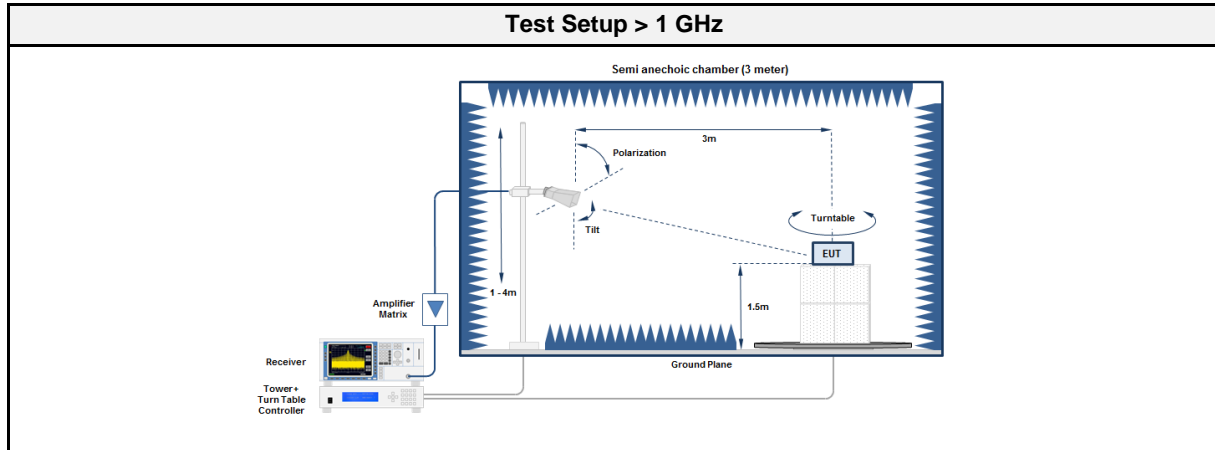 Test Setup > 1 GHz
Semi anechoic chamber (3 meter)
3m
Polarization
Turntable
Tilt
EUT
1 - 4m
1.5m
Amplifier
Matrix
Ground Plane
Receiver
Tower+
Turn Table
Controller